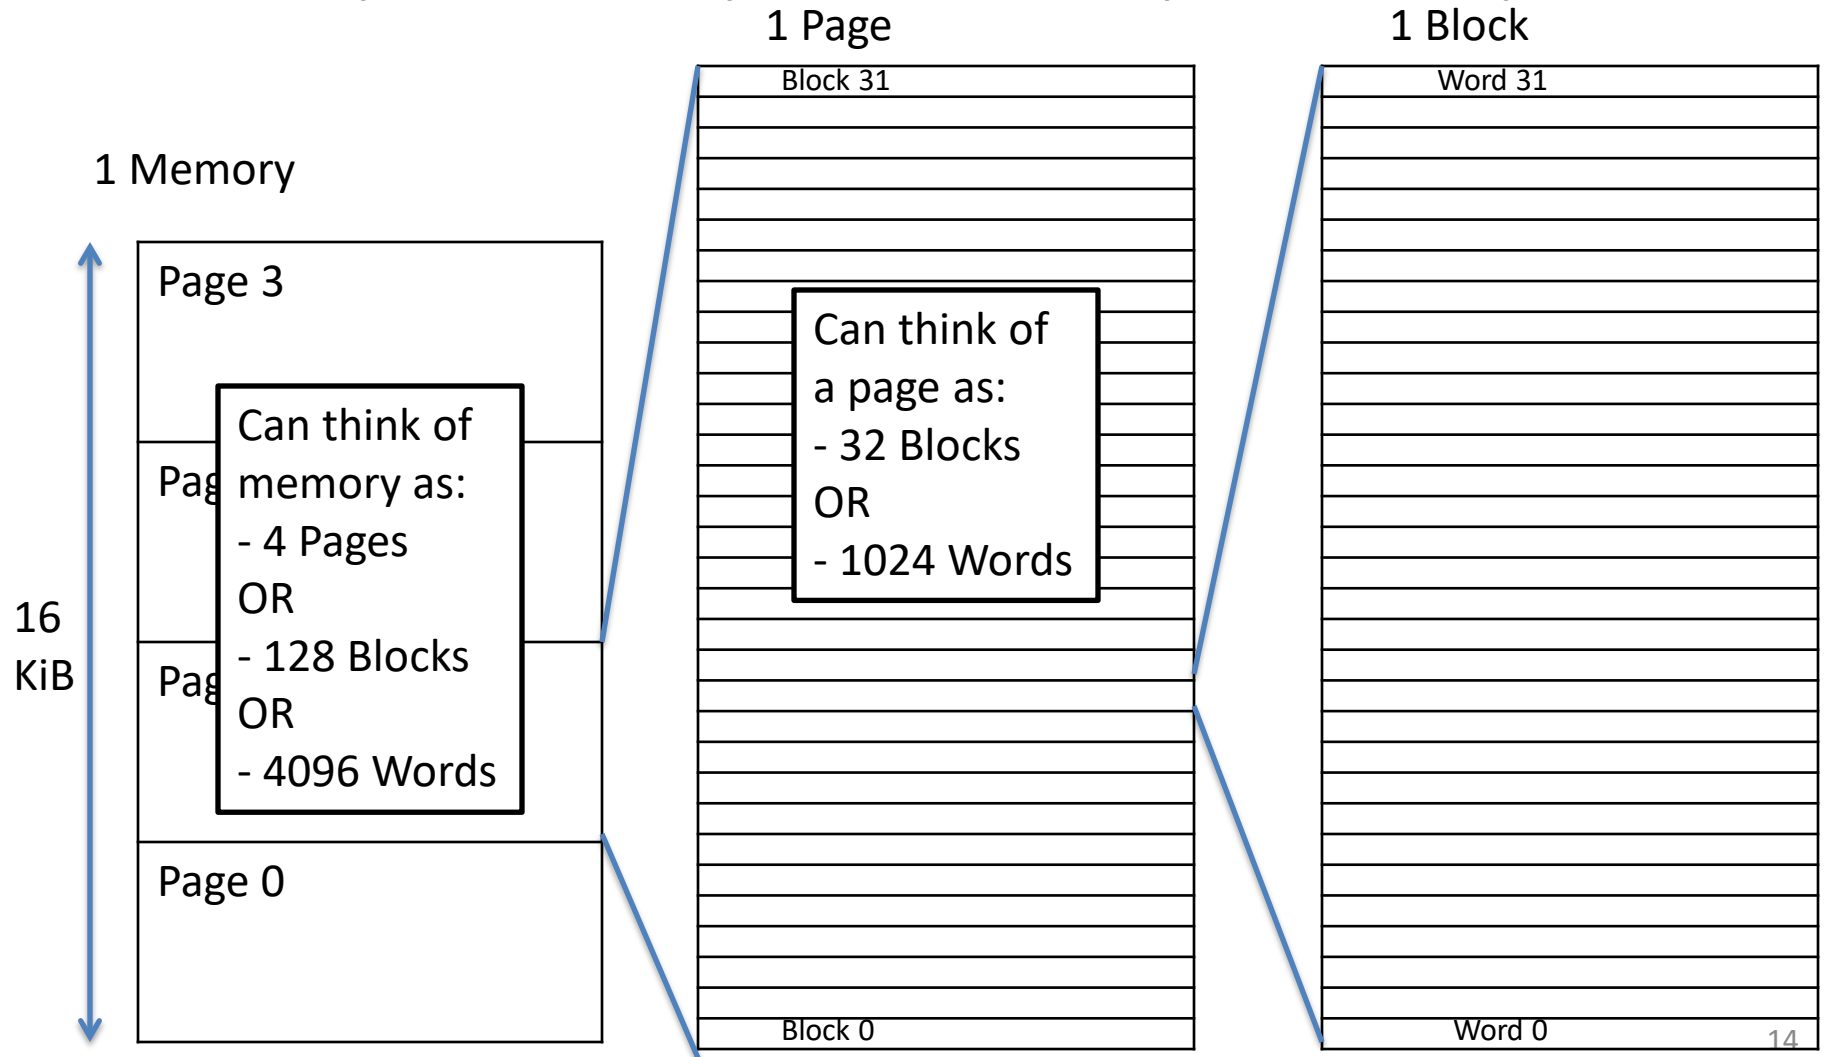 1 Memory
16
KiB
Page 3
Pag
Pag
Page 0
Can think of
memory as:
- 4 Pages
OR
- 128 Blocks
OR
- 4096 Words
1 Page
Block 31
Can think of
a page as:
- 32 Blocks
OR
- 1024 Words
Block 0
1 Block
Word 31
Word 0
14